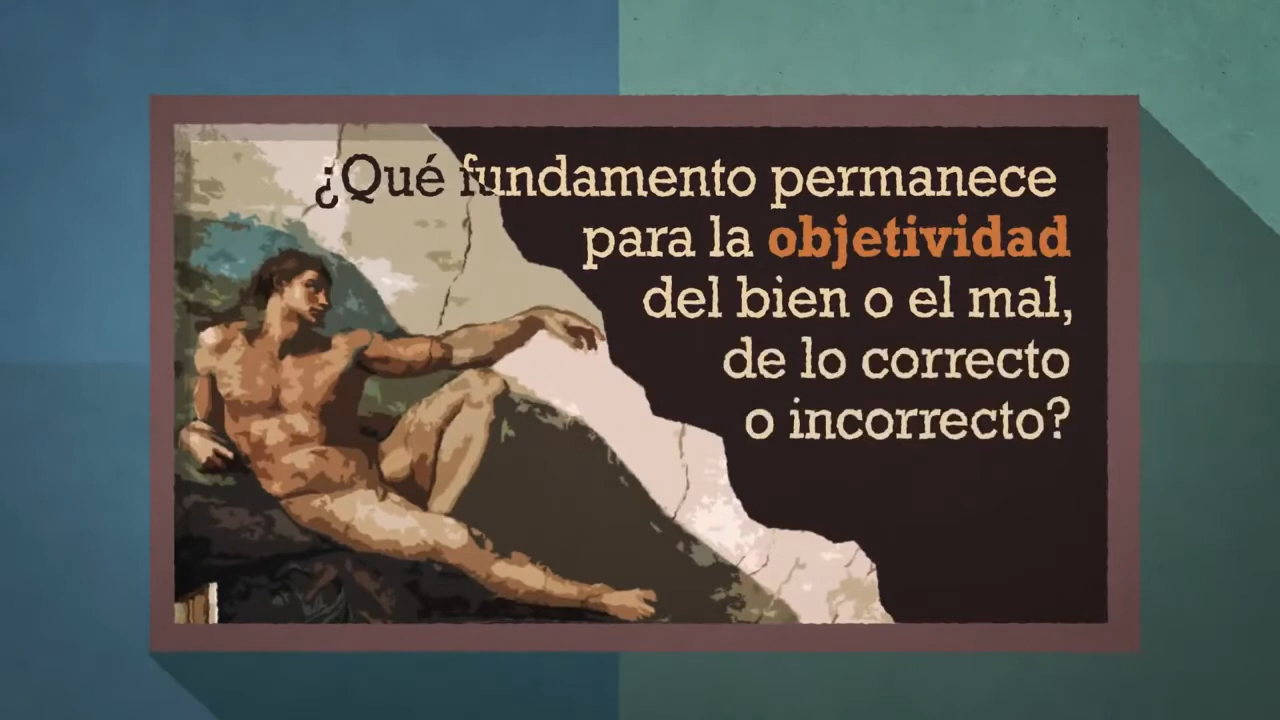 ¿Qué fundamento permanece
para la objetividad
del bien o el mal,
de lo correcto
o incorrecto?